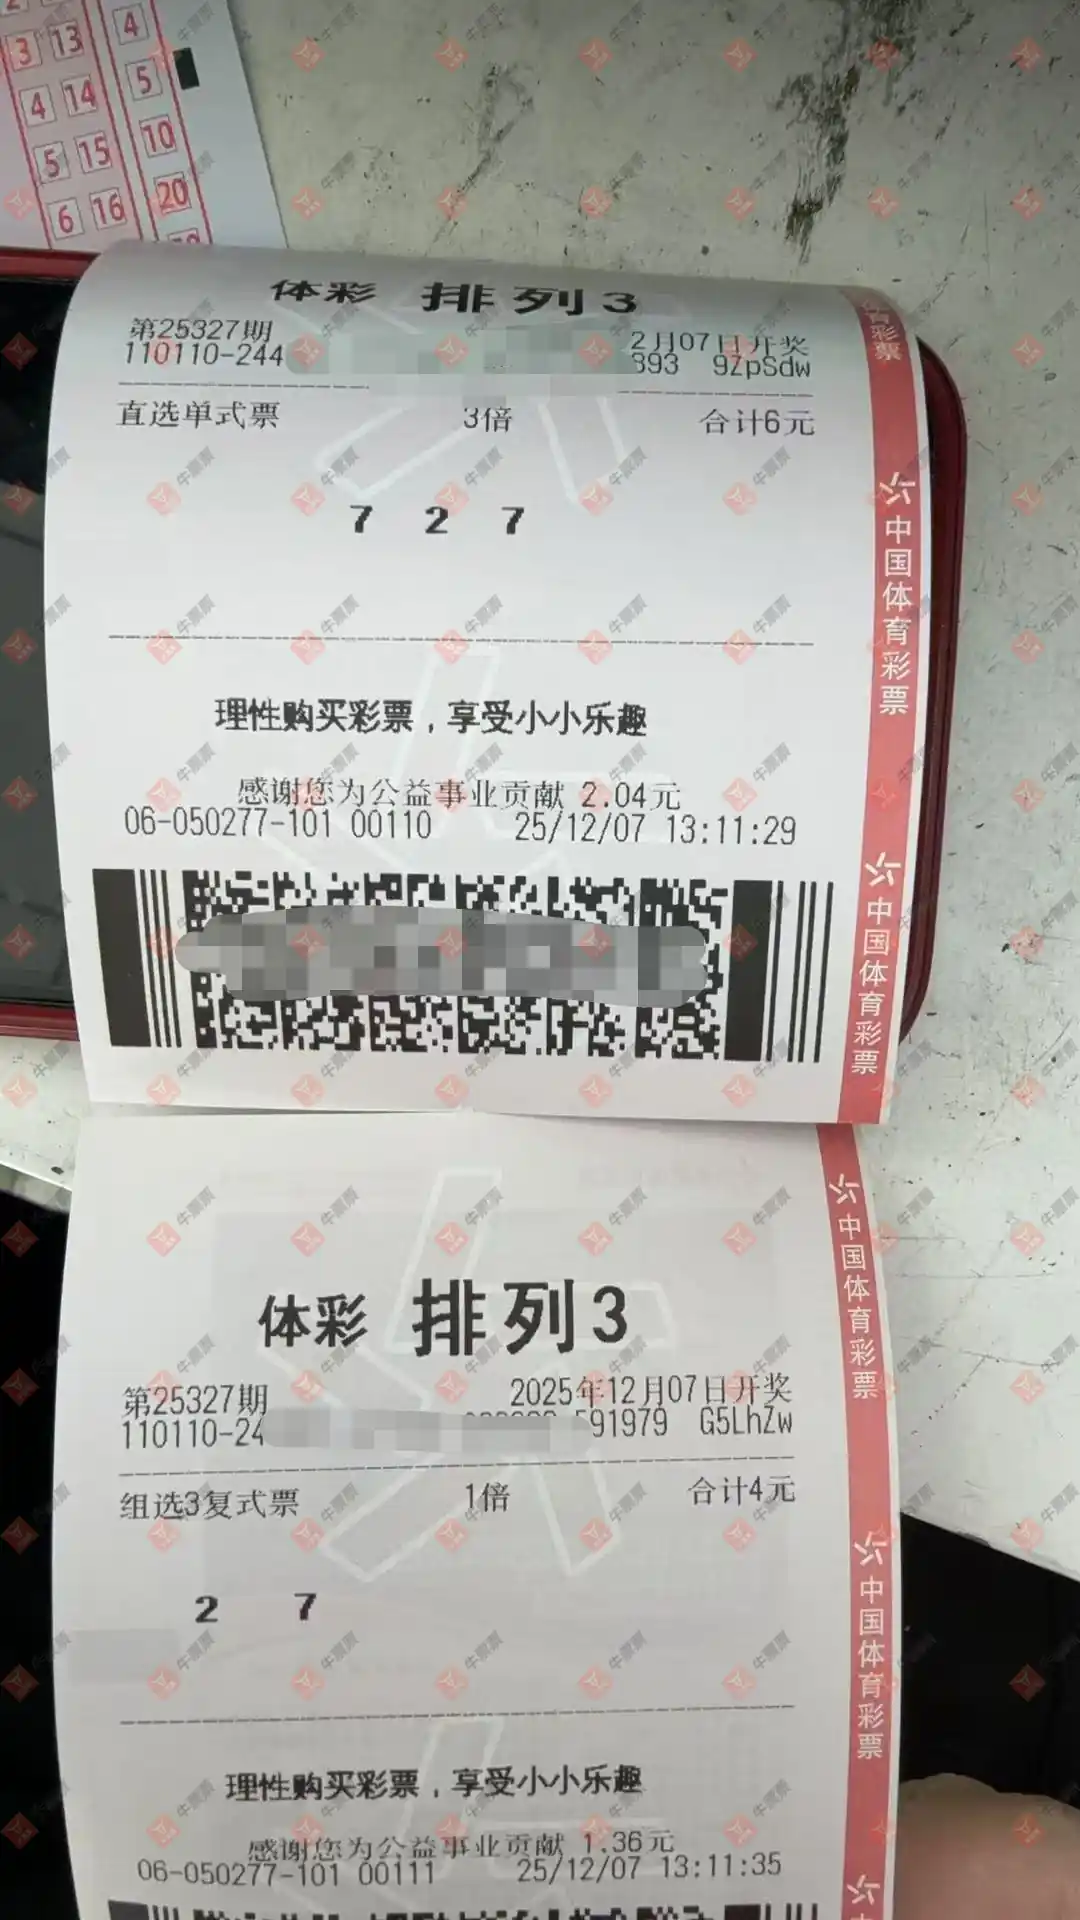 3 13 4
4 14 5
5 15 10
6 16 20
体彩 排列3
第25327期 2月07日开奖
110110-244 893 9ZpSdw
直选单式票 3倍 合计6元
7 2 7
理性购买彩票，享受小小乐趣
感谢您为公益事业贡献 2.04元
06-050277-101 00110 25/12/07 13:11:29
中国体育彩票
中国体育彩票
体彩 排列3
第25327期 2025年12月07日开奖
110110-24 591979 G5LhZw
组选3复式票 1倍 合计4元
2 7
理性购买彩票，享受小小乐趣
感谢您为公益事业贡献 1.36元
06-050277-101 00111 25/12/07 13:11:35
中国体育彩票
中国体育彩票
牛票票